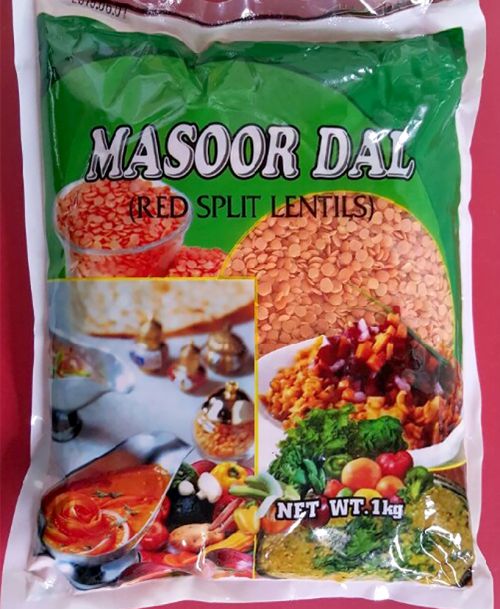 MASOOR DAL
(RED SPLIT LENTILS)
NET WT. 1kg